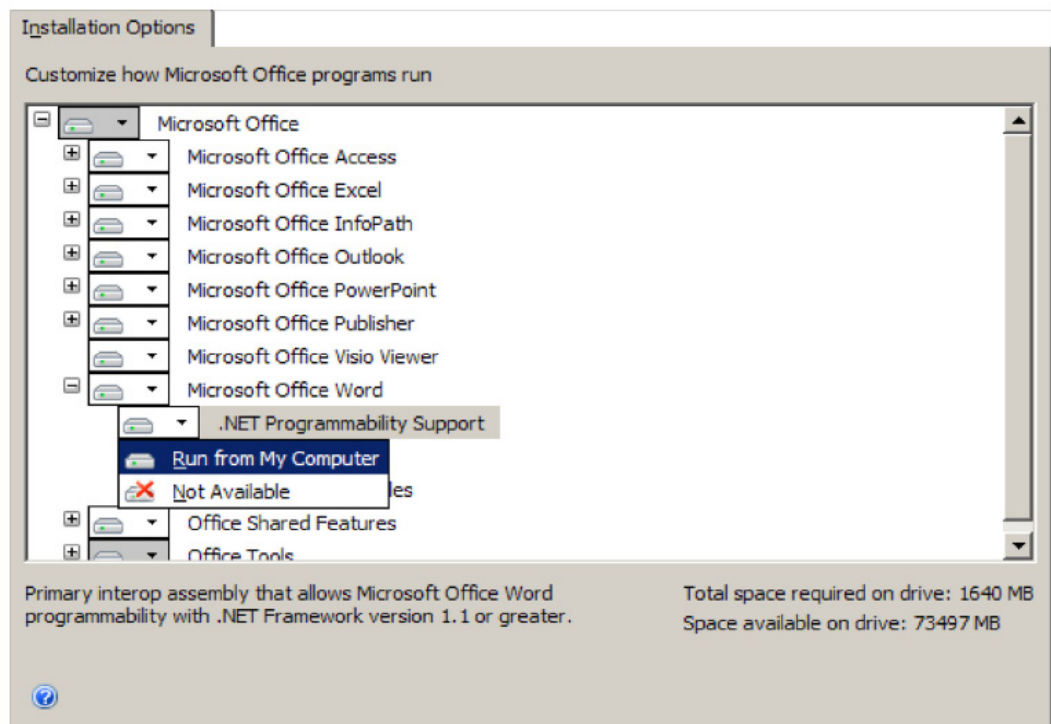 Installation Options
Customize how Microsoft Office programs run
Microsoft Office
Microsoft Office Access
Microsoft Office Excel
Microsoft Office InfoPath
Microsoft Office Outlook
Microsoft Office PowerPoint
Microsoft Office Publisher
Microsoft Office Visio Viewer
Microsoft Office Word
.NET Programmability Support
Run from My Computer
Not Available
les
Office Shared Features
Office Tools
Primary interop assembly that allows Microsoft Office Word
programmability with .NET Framework version 1.1 or greater.
Total space required on drive: 1640 MB
Space available on drive: 73497 MB